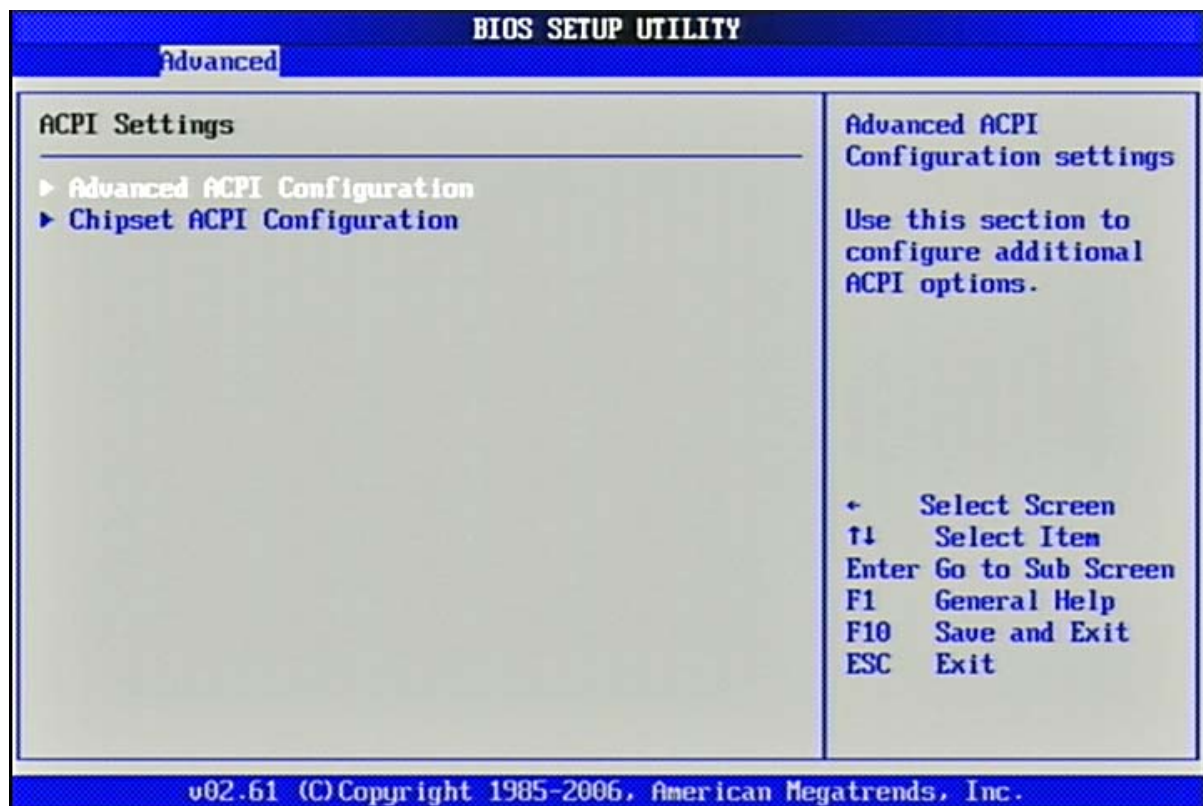 BIOS SETUP UTILITY
Advanced
ACPI Settings
▶ Advanced ACPI Configuration
▶ Chipset ACPI Configuration
Advanced ACPI
Configuration settings
Use this section to
configure additional
ACPI options.
← Select Screen
↑↓ Select Item
Enter Go to Sub Screen
F1 General Help
F10 Save and Exit
ESC Exit
v02.61 (C)Copyright 1985-2006, American Megatrends, Inc.